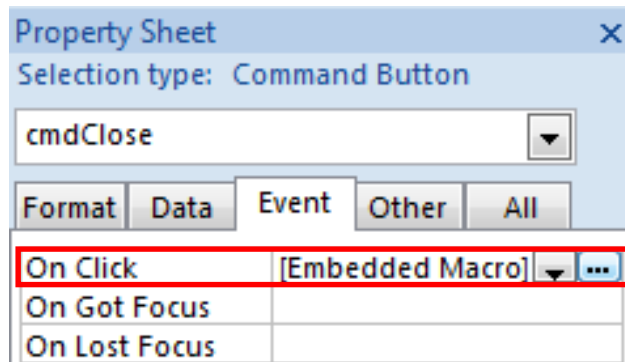 Property Sheet
Selection type: Command Button
cmdClose
Format Data Event Other All
On Click [Embedded Macro]
On Got Focus
On Lost Focus